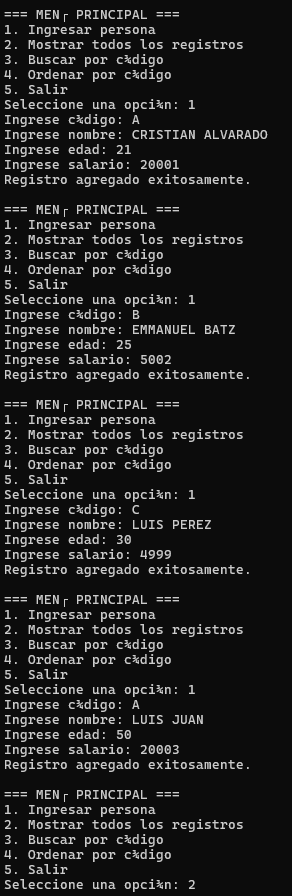 === MEN┌ PRINCIPAL ===
1. Ingresar persona
2. Mostrar todos los registros
3. Buscar por c¾digo
4. Ordenar por c¾digo
5. Salir
Seleccione una opci¾n: 1
Ingrese c¾digo: A
Ingrese nombre: CRISTIAN ALVARADO
Ingrese edad: 21
Ingrese salario: 20001
Registro agregado exitosamente.
=== MEN┌ PRINCIPAL ===
1. Ingresar persona
2. Mostrar todos los registros
3. Buscar por c¾digo
4. Ordenar por c¾digo
5. Salir
Seleccione una opci¾n: 1
Ingrese c¾digo: B
Ingrese nombre: EMMANUEL BATZ
Ingrese edad: 25
Ingrese salario: 5002
Registro agregado exitosamente.
=== MEN┌ PRINCIPAL ===
1. Ingresar persona
2. Mostrar todos los registros
3. Buscar por c¾digo
4. Ordenar por c¾digo
5. Salir
Seleccione una opci¾n: 1
Ingrese c¾digo: C
Ingrese nombre: LUIS PEREZ
Ingrese edad: 30
Ingrese salario: 4999
Registro agregado exitosamente.
=== MEN┌ PRINCIPAL ===
1. Ingresar persona
2. Mostrar todos los registros
3. Buscar por c¾digo
4. Ordenar por c¾digo
5. Salir
Seleccione una opci¾n: 1
Ingrese c¾digo: A
Ingrese nombre: LUIS JUAN
Ingrese edad: 50
Ingrese salario: 20003
Registro agregado exitosamente.
=== MEN┌ PRINCIPAL ===
1. Ingresar persona
2. Mostrar todos los registros
3. Buscar por c¾digo
4. Ordenar por c¾digo
5. Salir
Seleccione una opci¾n: 2